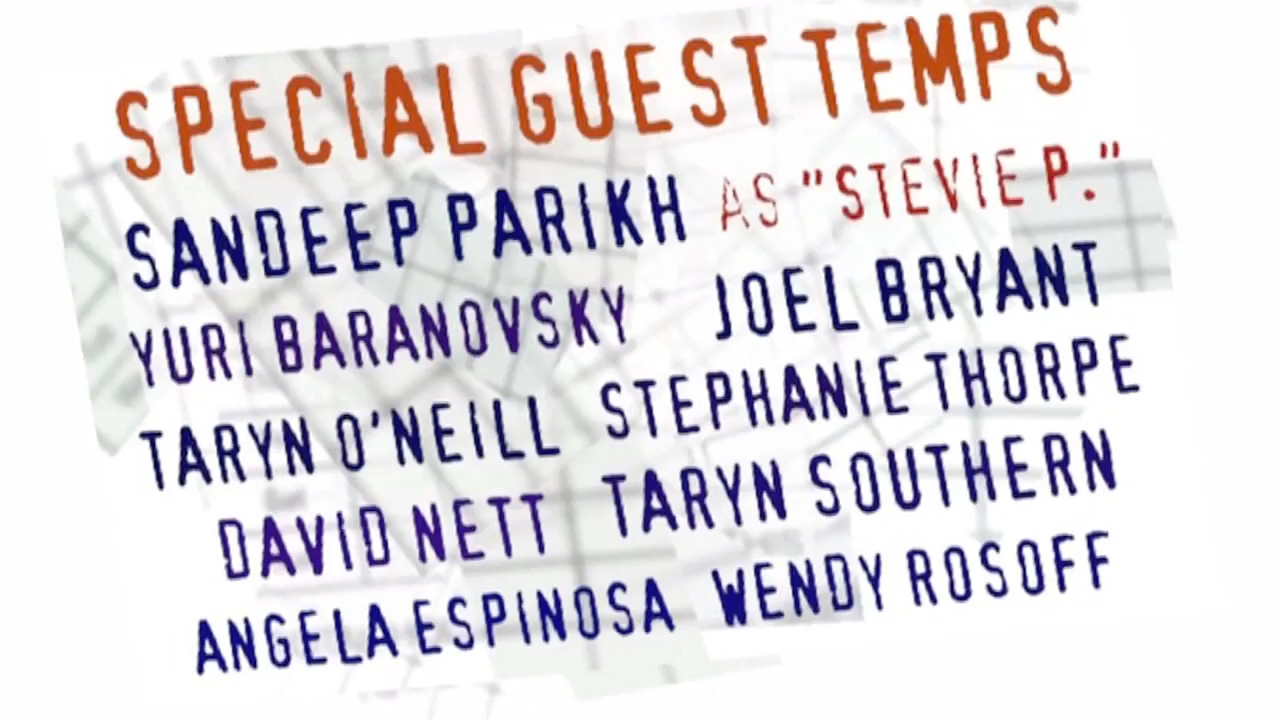 SPECIAL GUEST TEMPS
SANDEEP PARIKH AS "STEVIE P."
YURI BARANOVSKY JOEL BRYANT
TARYN O'NEILL STEPHANIE THORPE
DAVID NETT TARYN SOUTHERN
ANGELA ESPINOSA WENDY ROSOFF